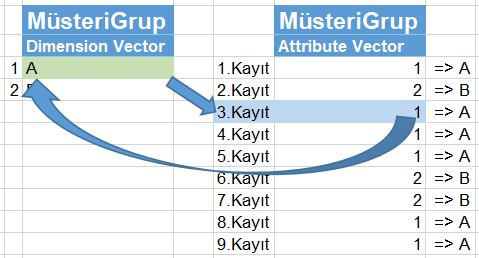 MüsteriGrup
Dimension Vector
1 A
2
MüsteriGrup
Attribute Vector
1.Kayıt 1 => A
2.Kayıt 2 => B
3.Kayıt 1 => A
4.Kayıt 1 => A
5.Kayıt 1 => A
6.Kayıt 2 => B
7.Kayıt 2 => B
8.Kayıt 1 => A
9.Kayıt 1 => A